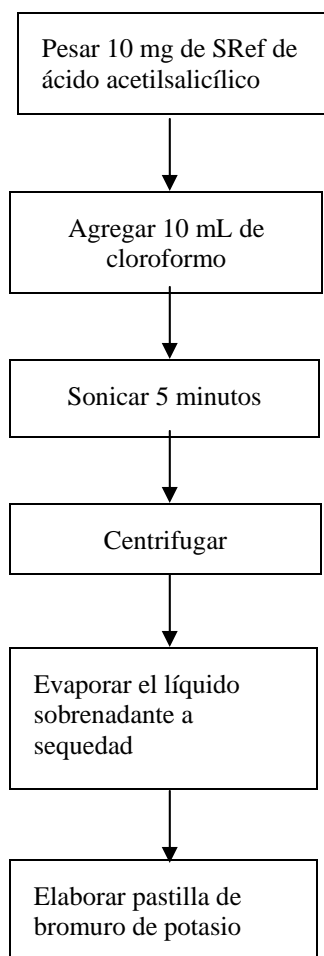 Pesar 10 mg de SRef de
ácido acetilsalicílico
Agregar 10 mL de
cloroformo
Sonicar 5 minutos
Centrifugar
Evaporar el líquido
sobrenadante a
sequedad
Elaborar pastilla de
bromuro de potasio